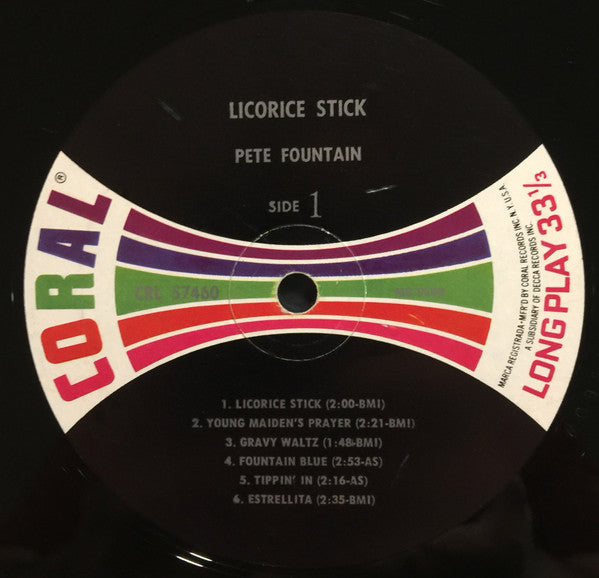 LICORICE STICK
PETE FOUNTAIN
SIDE 1
CORAL®
CRL 57460
MARCA REGISTRADA•MFR'D BY CORAL RECORDS INC. N.Y. U.S.A.
A SUBSIDIARY OF DECCA RECORDS INC.
LONG PLAY 33 1/3
1. LICORICE STICK (2:00-BMI)
2. YOUNG MAIDEN'S PRAYER (2:21-BMI)
3. GRAVY WALTZ (1:48-BMI)
4. FOUNTAIN BLUE (2:53-AS)
5. TIPPIN' IN (2:16-AS)
6. ESTRELLITA (2:35-BMI)